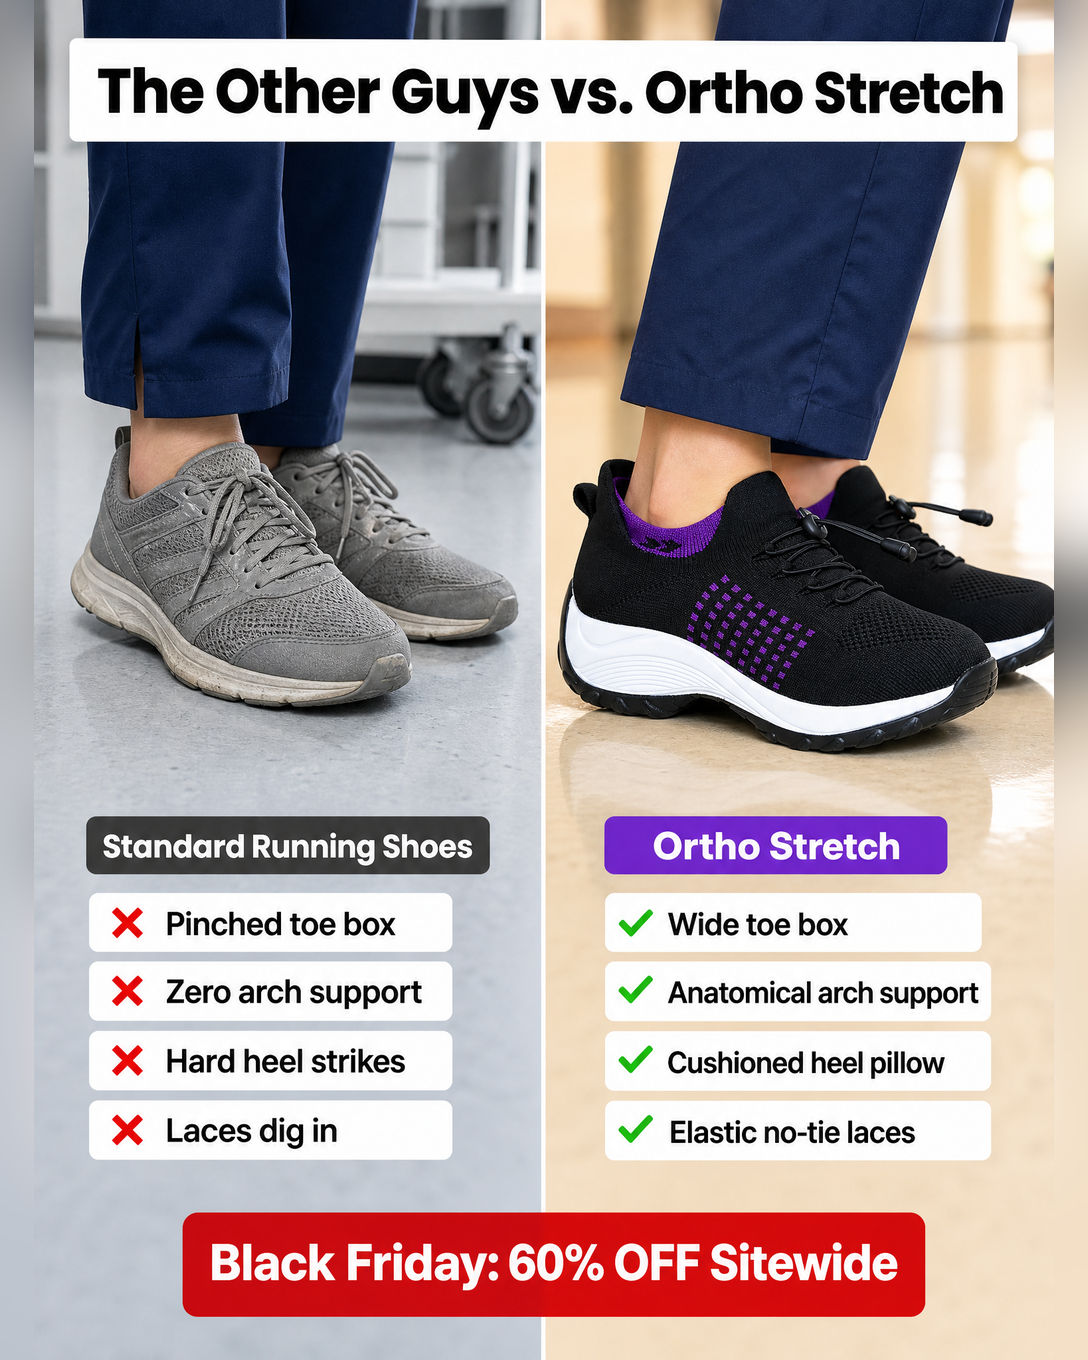 The Other Guys vs. Ortho Stretch
Standard Running Shoes
Pinched toe box
Zero arch support
Hard heel strikes
Laces dig in
Ortho Stretch
Wide toe box
Anatomical arch support
Cushioned heel pillow
Elastic no-tie laces
Black Friday: 60% OFF Sitewide